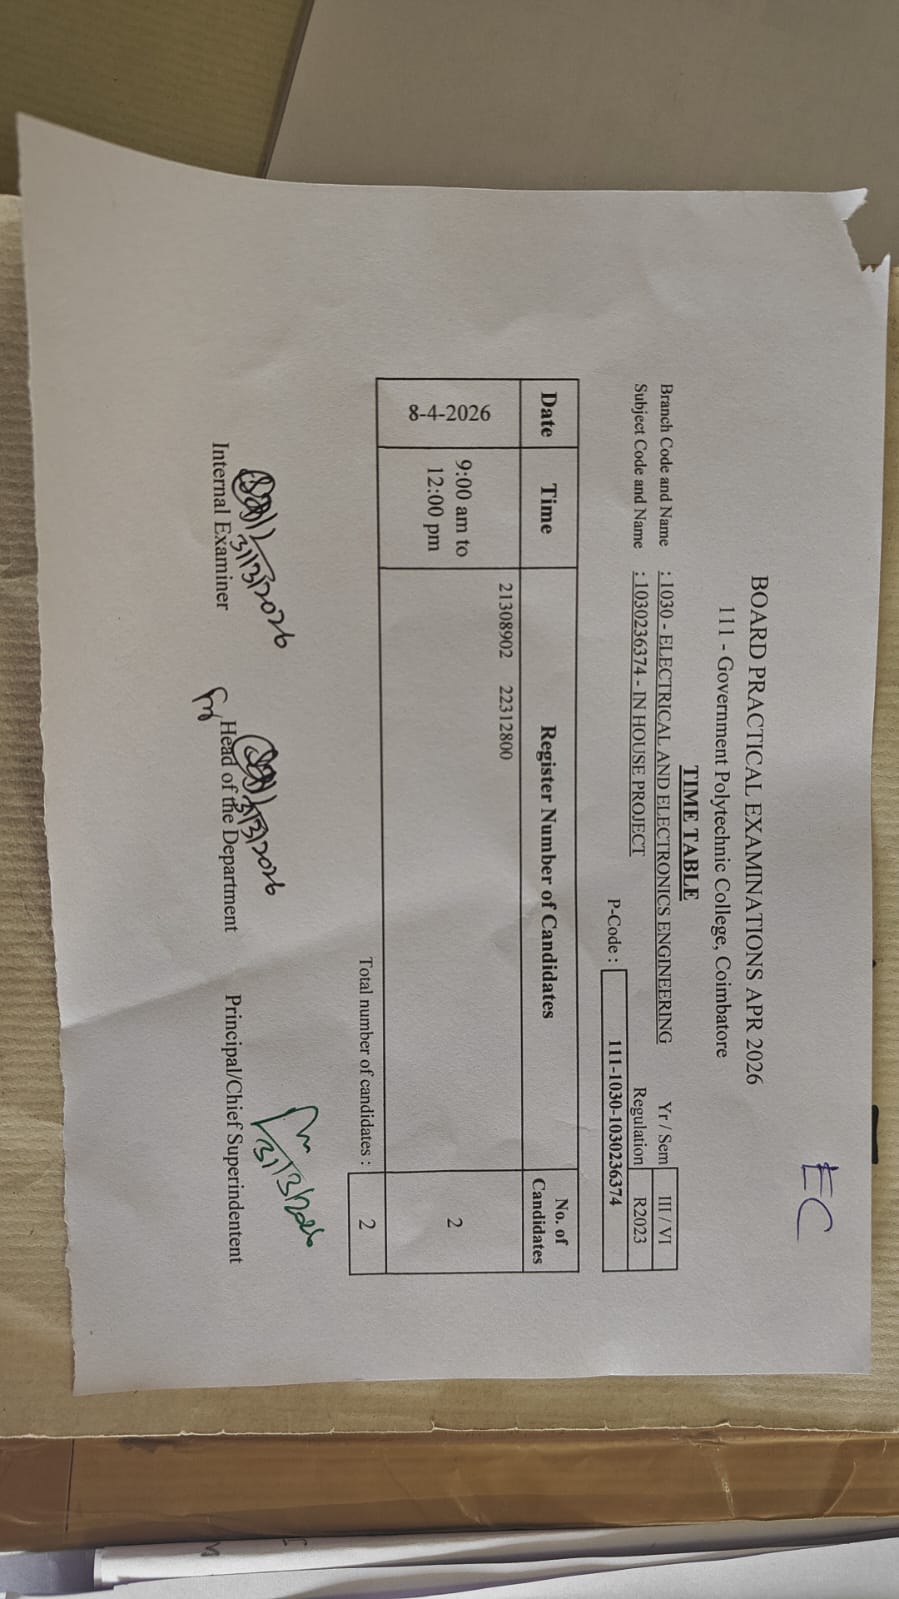 EC
BOARD PRACTICAL EXAMINATIONS APR 2026
111 - Government Polytechnic College, Coimbatore
TIME TABLE
Branch Code and Name : 1030 - ELECTRICAL AND ELECTRONICS ENGINEERING Yr / Sem III / VI
Subject Code and Name : 1030236374 - IN HOUSE PROJECT Regulation R2023
P-Code : 111-1030-1030236374
Date Time Register Number of Candidates No. of Candidates
8-4-2026 9:00 am to 12:00 pm 21308902 22312800 2
Total number of candidates : 2
31/3/2026 31/3/2026 31/3/2026
Internal Examiner Head of the Department Principal/Chief Superindentent